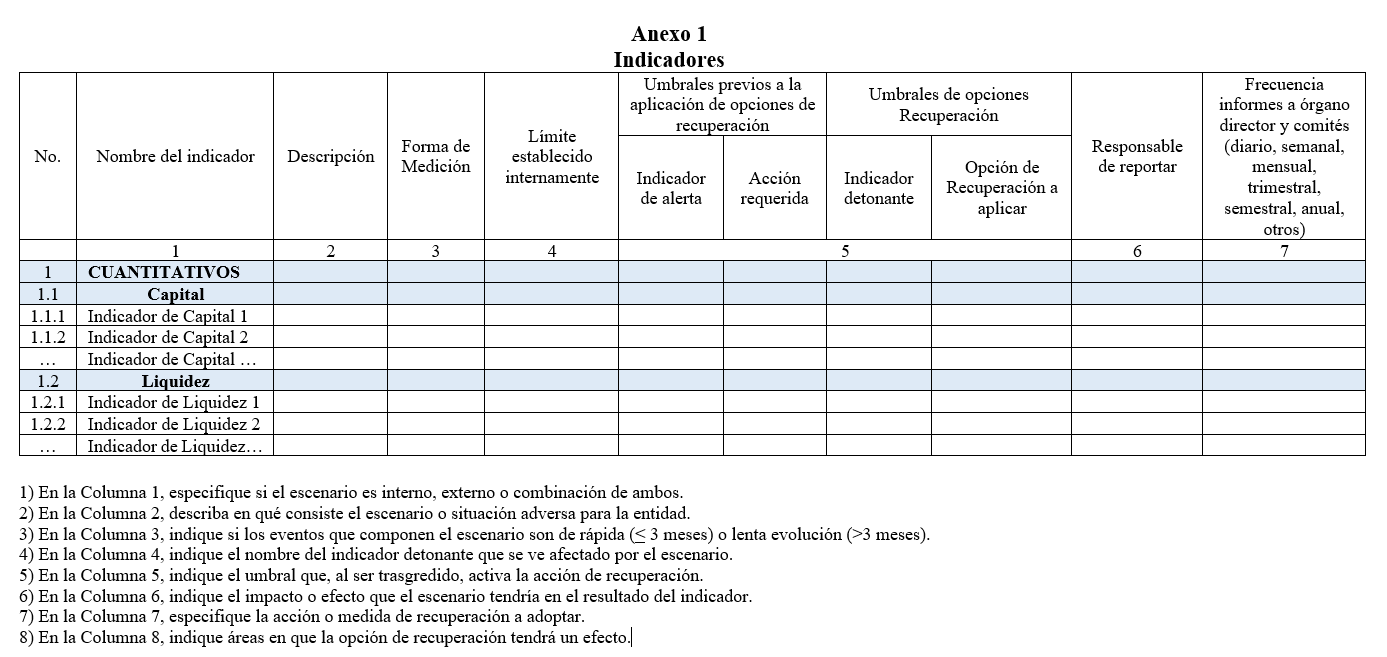 Anexo 1
Indicadores
No.
Nombre del indicador
Descripción
Forma de
Medición
Límite
establecido
internamente
Umbrales previos a la
aplicación de opciones de
recuperación
Indicador
de alerta
Acción
requerida
Umbrales de opciones
Recuperación
Indicador
detonante
Opción de
Recuperación a
aplicar
Responsable
de reportar
Frecuencia
informes a órgano
director y comités
(diario, semanal,
mensual,
trimestral,
semestral, anual,
otros)
1 2 3 4 5 6 7
1 CUANTITATIVOS
1.1 Capital
1.1.1 Indicador de Capital 1
1.1.2 Indicador de Capital 2
… Indicador de Capital …
1.2 Liquidez
1.2.1 Indicador de Liquidez 1
1.2.2 Indicador de Liquidez 2
… Indicador de Liquidez…
1) En la Columna 1, especifique si el escenario es interno, externo o combinación de ambos.
2) En la Columna 2, describa en qué consiste el escenario o situación adversa para la entidad.
3) En la Columna 3, indique si los eventos que componen el escenario son de rápida (≤ 3 meses) o lenta evolución (>3 meses).
4) En la Columna 4, indique el nombre del indicador detonante que se ve afectado por el escenario.
5) En la Columna 5, indique el umbral que, al ser trasgredido, activa la acción de recuperación.
6) En la Columna 6, indique el impacto o efecto que el escenario tendría en el resultado del indicador.
7) En la Columna 7, especifique la acción o medida de recuperación a adoptar.
8) En la Columna 8, indique áreas en que la opción de recuperación tendrá un efecto.